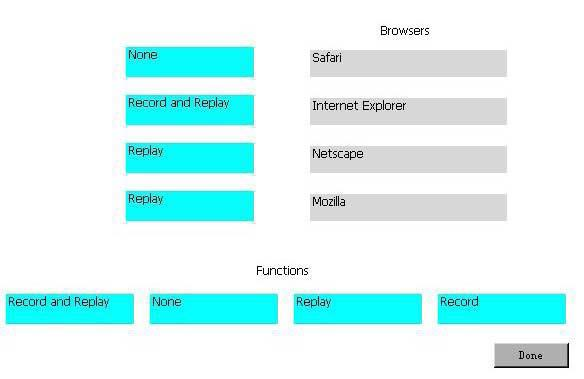 Browsers
None
Safari
Record and Replay
Internet Explorer
Replay
Netscape
Replay
Mozilla
Functions
Record and Replay
None
Replay
Record
Done